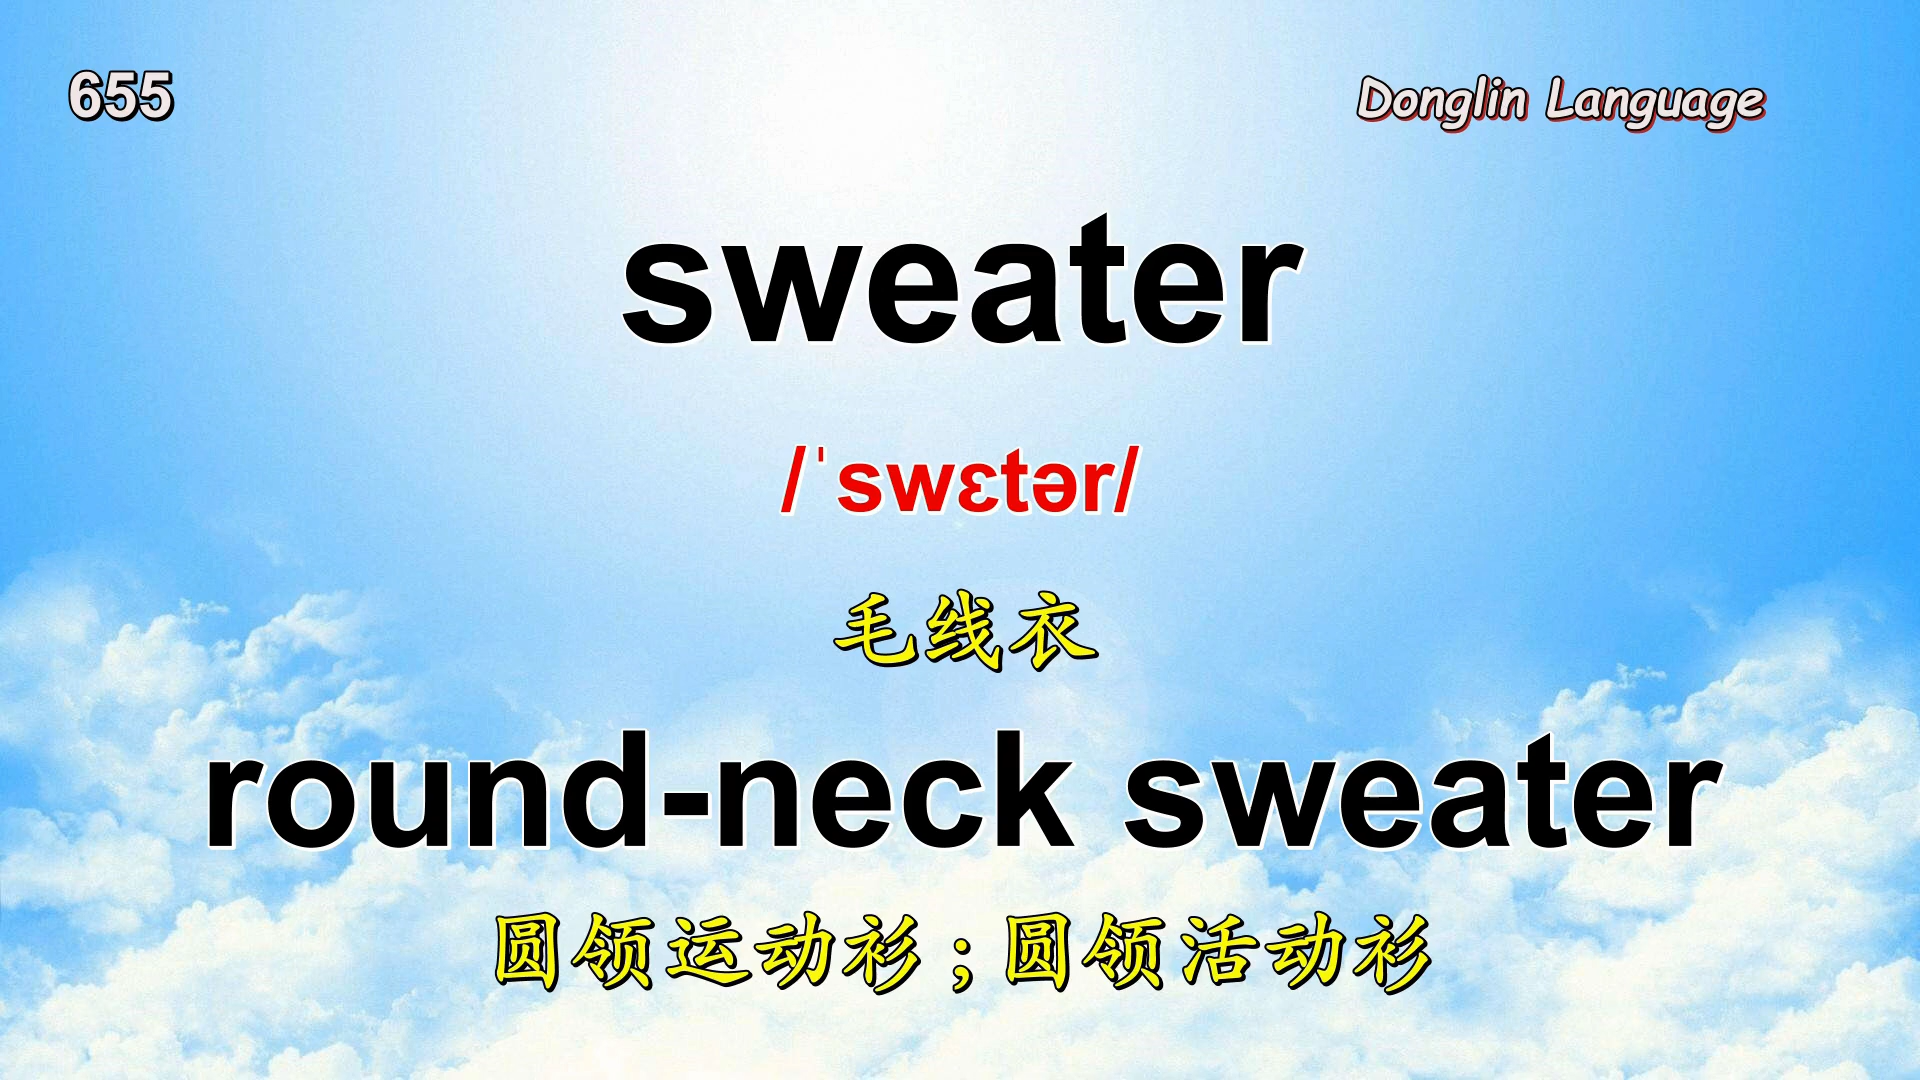 655
Donglin Language
sweater
/ˈswɛtər/
毛线衣
round-neck sweater
圆领运动衫;圆领活动衫